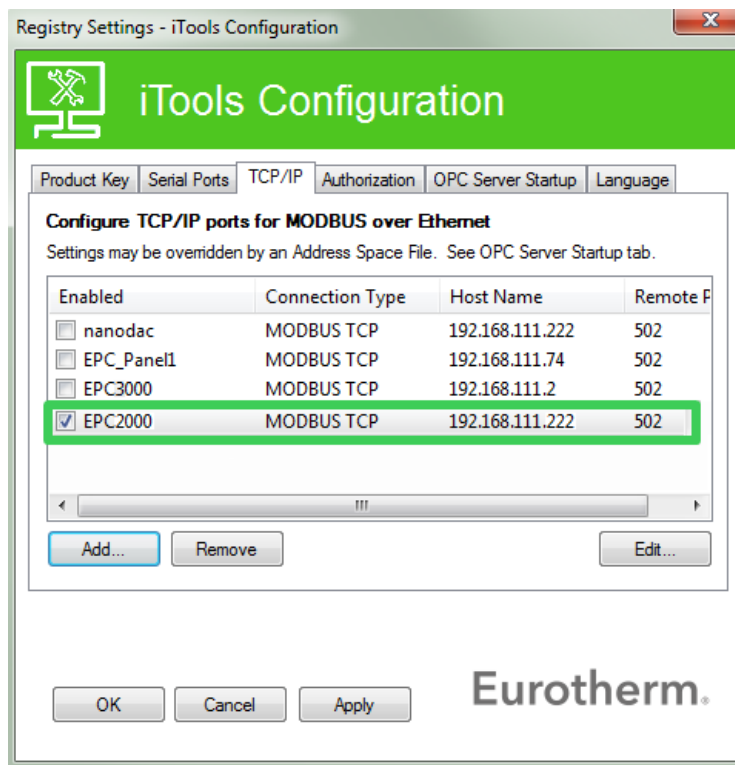 Registry Settings - iTools Configuration
iTools Configuration
Product Key Serial Ports TCP/IP Authorization OPC Server Startup Language
Configure TCP/IP ports for MODBUS over Ethernet
Settings may be overridden by an Address Space File. See OPC Server Startup tab.
Enabled Connection Type Host Name Remote P
nanodac MODBUS TCP 192.168.111.222 502
EPC_Panel1 MODBUS TCP 192.168.111.74 502
EPC3000 MODBUS TCP 192.168.111.2 502
EPC2000 MODBUS TCP 192.168.111.222 502
Add... Remove Edit...
Eurotherm.
OK Cancel Apply